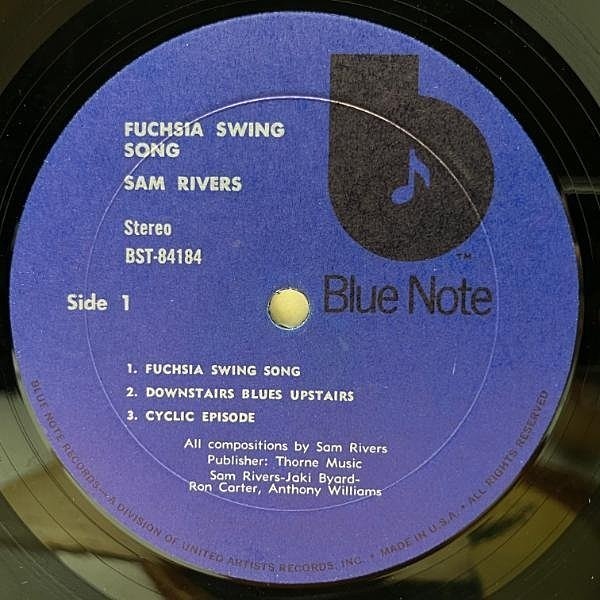 FUCHSIA SWING
SONG
SAM RIVERS
Stereo
BST-84184
Side 1
TM
Blue Note
1. FUCHSIA SWING SONG
2. DOWNSTAIRS BLUES UPSTAIRS
3. CYCLIC EPISODE
All compositions by Sam Rivers
Publisher: Thorne Music
Sam Rivers-Jaki Byard-
Ron Carter, Anthony Williams
BLUE NOTE RECORDS—A DIVISION OF UNITED ARTISTS RECORDS, INC. • MADE IN U.S.A. • ALL RIGHTS RESERVED